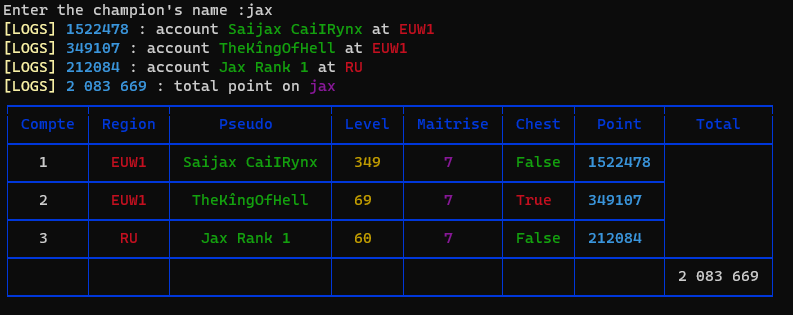 Enter the champion's name :jax
[LOGS] 1522478 : account Saijax CaiIRynx at EUW1
[LOGS] 349107 : account TheKîngOfHell at EUW1
[LOGS] 212084 : account Jax Rank 1 at RU
[LOGS] 2 083 669 : total point on jax
Compte Region Pseudo Level Maitrise Chest Point Total
1 EUW1 Saijax CaiIRynx 349 7 False 1522478
2 EUW1 TheKîngOfHell 69 7 True 349107
3 RU Jax Rank 1 60 7 False 212084
2 083 669